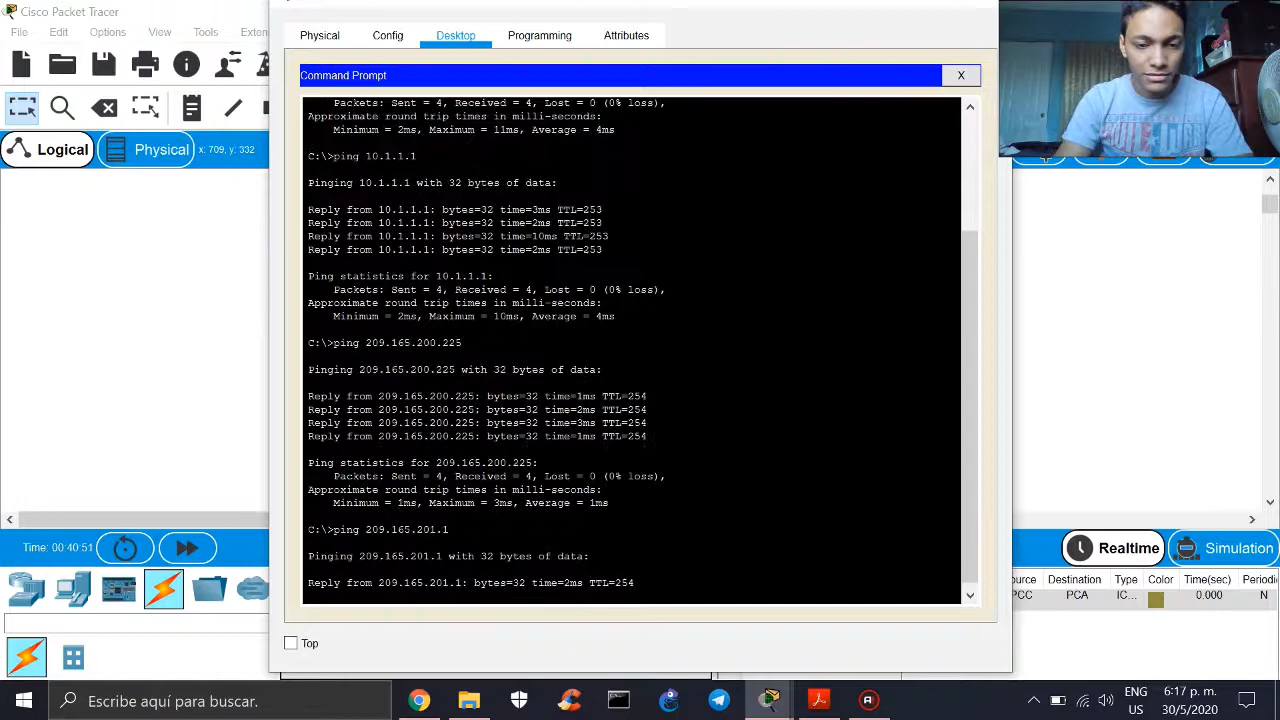 Cisco Packet Tracer
File Edit Options View Tools Exten
Physical Config Desktop Programming Attributes
Command Prompt X
Logical Physical x: 709, y: 332
Packets: Sent = 4, Received = 4, Lost = 0 (0% loss),
Approximate round trip times in milli-seconds:
Minimum = 2ms, Maximum = 11ms, Average = 4ms
C:\>ping 10.1.1.1
Pinging 10.1.1.1 with 32 bytes of data:
Reply from 10.1.1.1: bytes=32 time=3ms TTL=253
Reply from 10.1.1.1: bytes=32 time=2ms TTL=253
Reply from 10.1.1.1: bytes=32 time=10ms TTL=253
Reply from 10.1.1.1: bytes=32 time=2ms TTL=253
Ping statistics for 10.1.1.1:
Packets: Sent = 4, Received = 4, Lost = 0 (0% loss),
Approximate round trip times in milli-seconds:
Minimum = 2ms, Maximum = 10ms, Average = 4ms
C:\>ping 209.165.200.225
Pinging 209.165.200.225 with 32 bytes of data:
Reply from 209.165.200.225: bytes=32 time=1ms TTL=254
Reply from 209.165.200.225: bytes=32 time=2ms TTL=254
Reply from 209.165.200.225: bytes=32 time=3ms TTL=254
Reply from 209.165.200.225: bytes=32 time=1ms TTL=254
Ping statistics for 209.165.200.225:
Packets: Sent = 4, Received = 4, Lost = 0 (0% loss),
Approximate round trip times in milli-seconds:
Minimum = 1ms, Maximum = 3ms, Average = 1ms
C:\>ping 209.165.201.1
Pinging 209.165.201.1 with 32 bytes of data:
Reply from 209.165.201.1: bytes=32 time=2ms TTL=254
Time: 00:40:51
Realtime Simulation
ource Destination Type Color Time(sec) Periodi
PCC PCA IC... 0.000 N
Top
Escribe aquí para buscar.
ENG 6:17 p. m.
US 30/5/2020